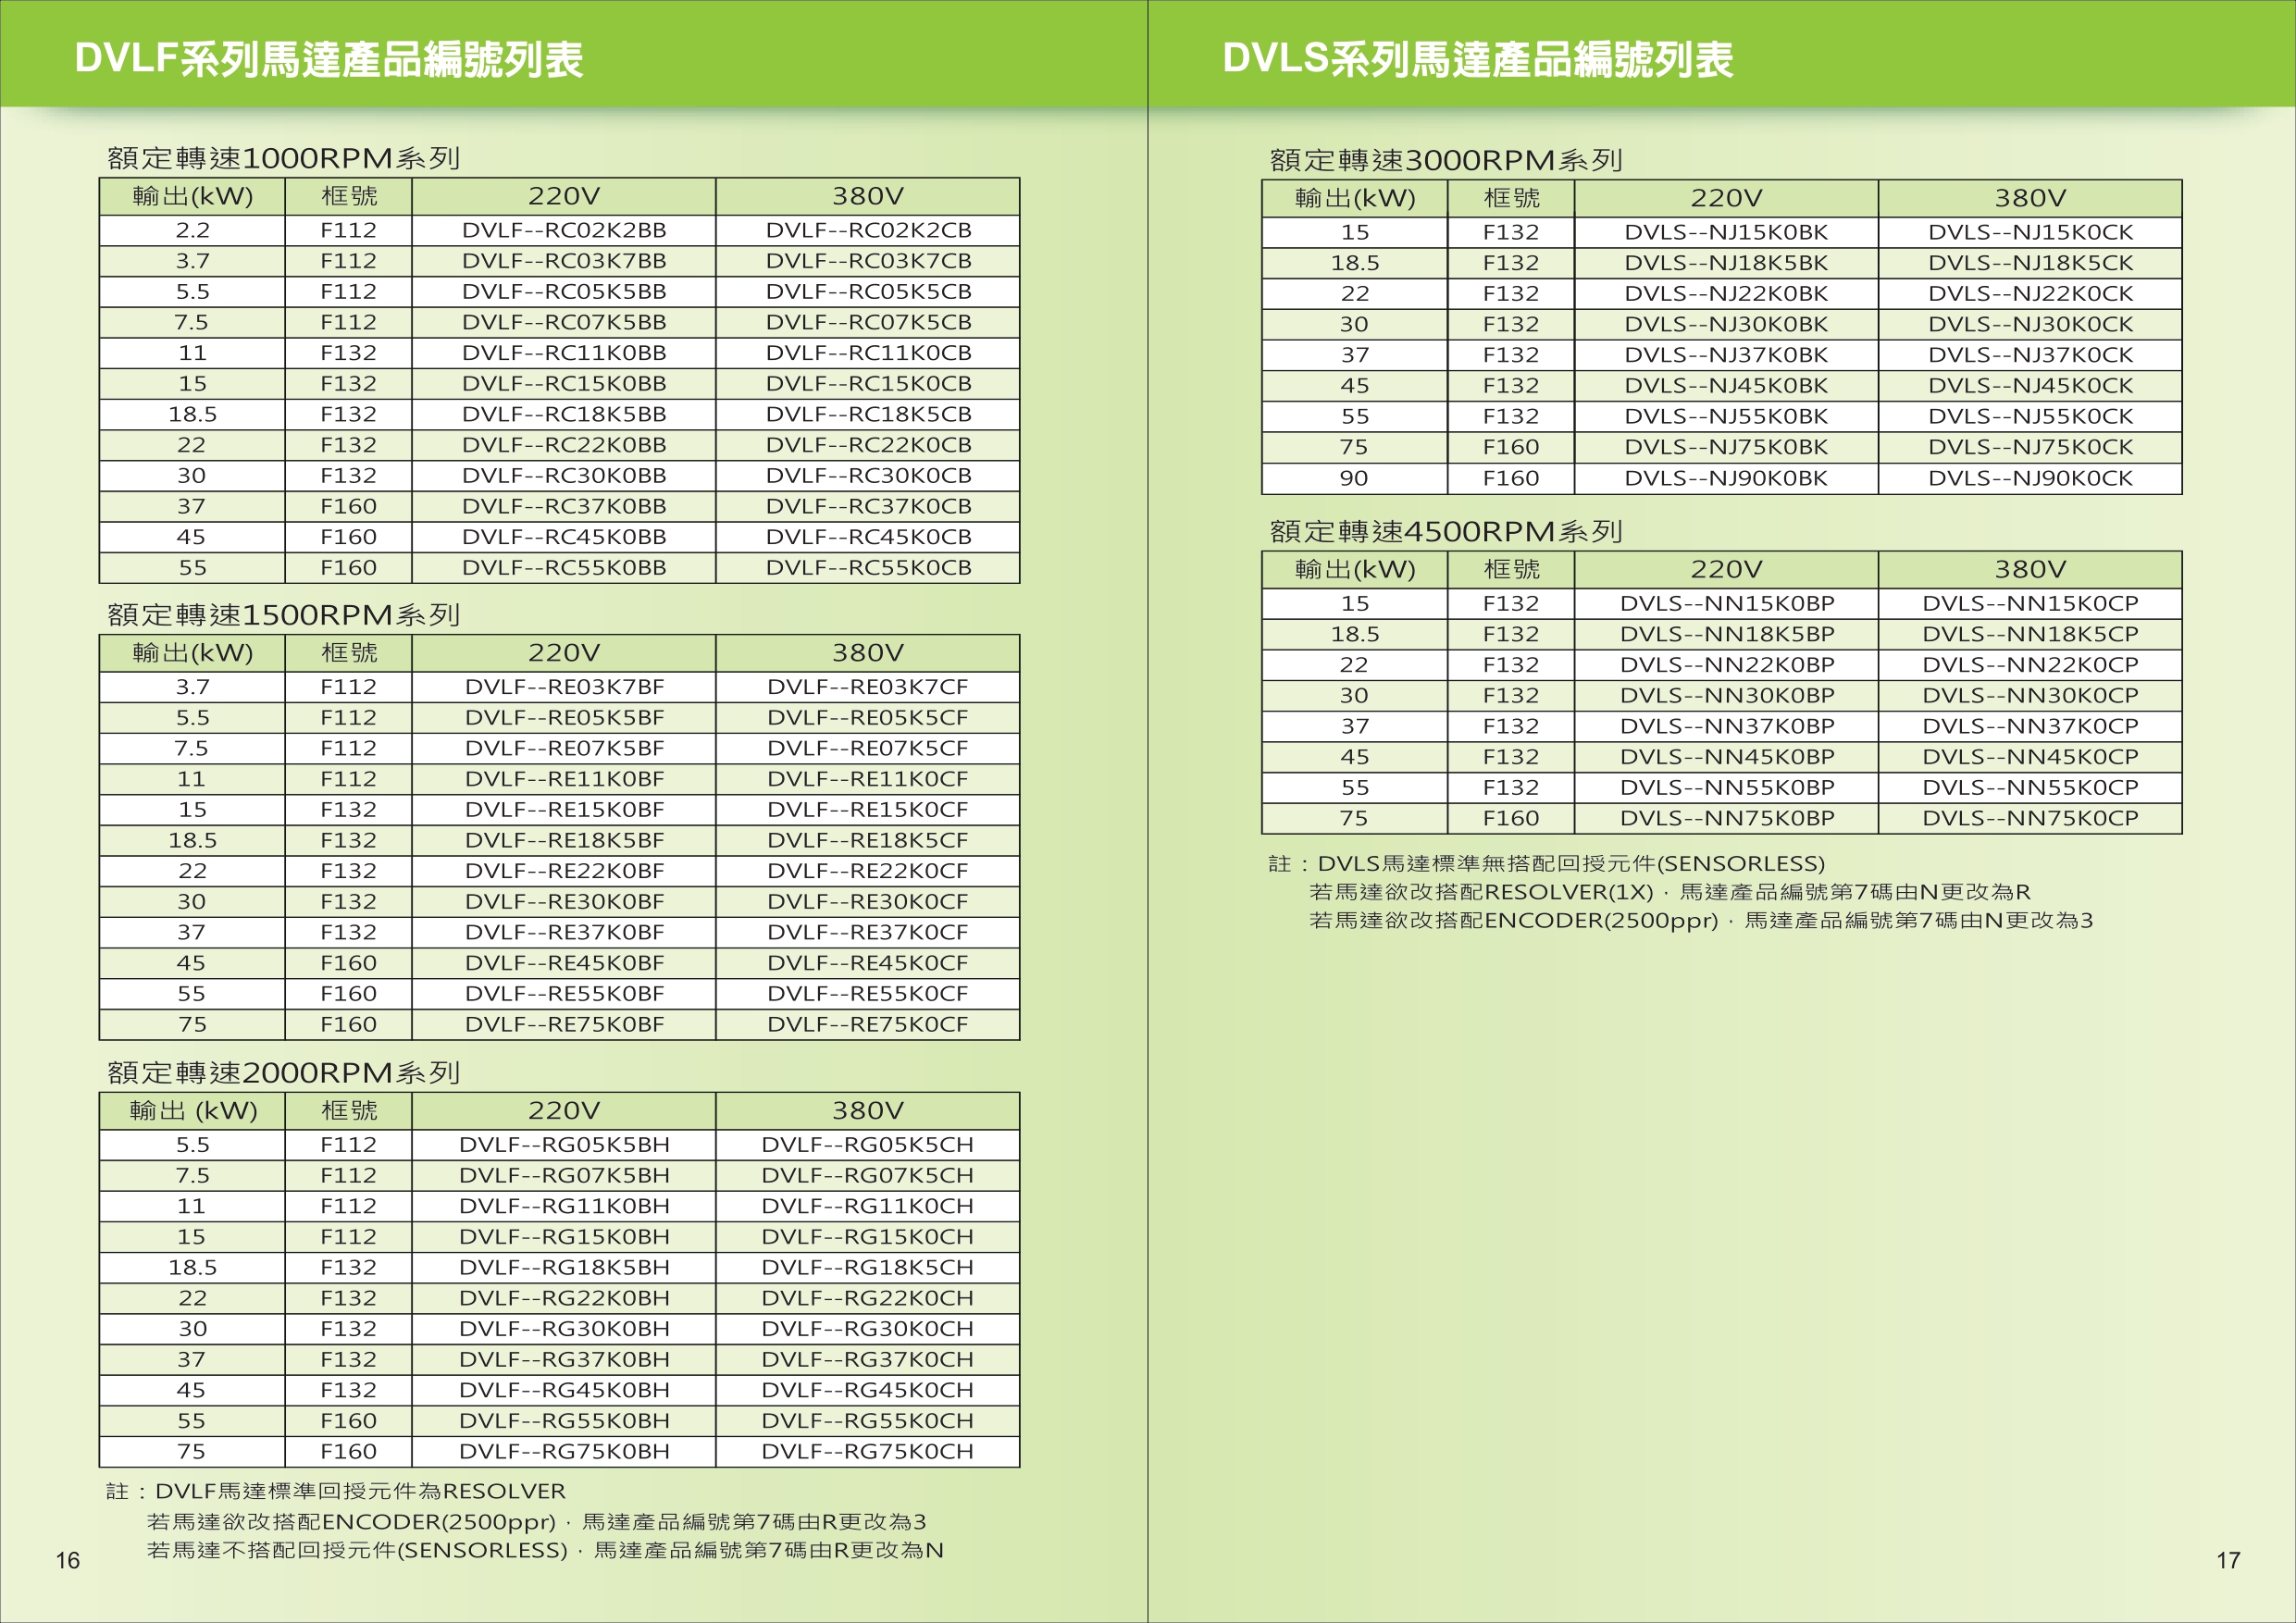 DVLF系列馬達產品編號列表
額定轉速1000RPM系列
輸出(kW) 框號 220V 380V
2.2 F112 DVLF--RC02K2BB DVLF--RC02K2CB
3.7 F112 DVLF--RC03K7BB DVLF--RC03K7CB
5.5 F112 DVLF--RC05K5BB DVLF--RC05K5CB
7.5 F112 DVLF--RC07K5BB DVLF--RC07K5CB
11 F132 DVLF--RC11K0BB DVLF--RC11K0CB
15 F132 DVLF--RC15K0BB DVLF--RC15K0CB
18.5 F132 DVLF--RC18K5BB DVLF--RC18K5CB
22 F132 DVLF--RC22K0BB DVLF--RC22K0CB
30 F132 DVLF--RC30K0BB DVLF--RC30K0CB
37 F160 DVLF--RC37K0BB DVLF--RC37K0CB
45 F160 DVLF--RC45K0BB DVLF--RC45K0CB
55 F160 DVLF--RC55K0BB DVLF--RC55K0CB
額定轉速1500RPM系列
輸出(kW) 框號 220V 380V
3.7 F112 DVLF--RE03K7BF DVLF--RE03K7CF
5.5 F112 DVLF--RE05K5BF DVLF--RE05K5CF
7.5 F112 DVLF--RE07K5BF DVLF--RE07K5CF
11 F112 DVLF--RE11K0BF DVLF--RE11K0CF
15 F132 DVLF--RE15K0BF DVLF--RE15K0CF
18.5 F132 DVLF--RE18K5BF DVLF--RE18K5CF
22 F132 DVLF--RE22K0BF DVLF--RE22K0CF
30 F132 DVLF--RE30K0BF DVLF--RE30K0CF
37 F132 DVLF--RE37K0BF DVLF--RE37K0CF
45 F160 DVLF--RE45K0BF DVLF--RE45K0CF
55 F160 DVLF--RE55K0BF DVLF--RE55K0CF
75 F160 DVLF--RE75K0BF DVLF--RE75K0CF
額定轉速2000RPM系列
輸出 (kW) 框號 220V 380V
5.5 F112 DVLF--RG05K5BH DVLF--RG05K5CH
7.5 F112 DVLF--RG07K5BH DVLF--RG07K5CH
11 F112 DVLF--RG11K0BH DVLF--RG11K0CH
15 F112 DVLF--RG15K0BH DVLF--RG15K0CH
18.5 F132 DVLF--RG18K5BH DVLF--RG18K5CH
22 F132 DVLF--RG22K0BH DVLF--RG22K0CH
30 F132 DVLF--RG30K0BH DVLF--RG30K0CH
37 F132 DVLF--RG37K0BH DVLF--RG37K0CH
45 F132 DVLF--RG45K0BH DVLF--RG45K0CH
55 F160 DVLF--RG55K0BH DVLF--RG55K0CH
75 F160 DVLF--RG75K0BH DVLF--RG75K0CH
註：DVLF馬達標準回授元件為RESOLVER
若馬達欲改搭配ENCODER(2500ppr)．馬達產品編號第7碼由R更改為3
若馬達不搭配回授元件(SENSORLESS)．馬達產品編號第7碼由R更改為N
16
DVLS系列馬達產品編號列表
額定轉速3000RPM系列
輸出(kW) 框號 220V 380V
15 F132 DVLS--NJ15K0BK DVLS--NJ15K0CK
18.5 F132 DVLS--NJ18K5BK DVLS--NJ18K5CK
22 F132 DVLS--NJ22K0BK DVLS--NJ22K0CK
30 F132 DVLS--NJ30K0BK DVLS--NJ30K0CK
37 F132 DVLS--NJ37K0BK DVLS--NJ37K0CK
45 F132 DVLS--NJ45K0BK DVLS--NJ45K0CK
55 F132 DVLS--NJ55K0BK DVLS--NJ55K0CK
75 F160 DVLS--NJ75K0BK DVLS--NJ75K0CK
90 F160 DVLS--NJ90K0BK DVLS--NJ90K0CK
額定轉速4500RPM系列
輸出(kW) 框號 220V 380V
15 F132 DVLS--NN15K0BP DVLS--NN15K0CP
18.5 F132 DVLS--NN18K5BP DVLS--NN18K5CP
22 F132 DVLS--NN22K0BP DVLS--NN22K0CP
30 F132 DVLS--NN30K0BP DVLS--NN30K0CP
37 F132 DVLS--NN37K0BP DVLS--NN37K0CP
45 F132 DVLS--NN45K0BP DVLS--NN45K0CP
55 F132 DVLS--NN55K0BP DVLS--NN55K0CP
75 F160 DVLS--NN75K0BP DVLS--NN75K0CP
註：DVLS馬達標準無搭配回授元件(SENSORLESS)
若馬達欲改搭配RESOLVER(1X)．馬達產品編號第7碼由N更改為R
若馬達欲改搭配ENCODER(2500ppr)．馬達產品編號第7碼由N更改為3
17